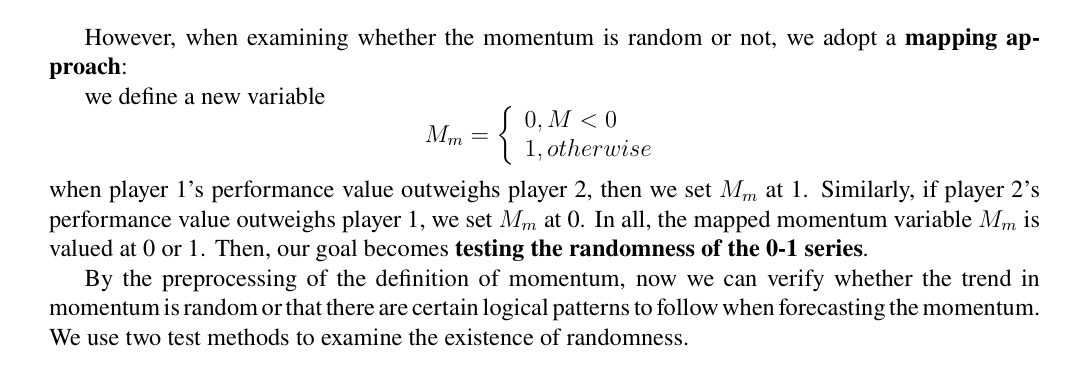 However, when examining whether the momentum is random or not, we adopt a mapping ap-
proach:
we define a new variable
M_m = { 0, M < 0
1, otherwise
when player 1's performance value outweighs player 2, then we set M_m at 1. Similarly, if player 2's
performance value outweighs player 1, we set M_m at 0. In all, the mapped momentum variable M_m is
valued at 0 or 1. Then, our goal becomes testing the randomness of the 0-1 series.
By the preprocessing of the definition of momentum, now we can verify whether the trend in
momentum is random or that there are certain logical patterns to follow when forecasting the momentum.
We use two test methods to examine the existence of randomness.